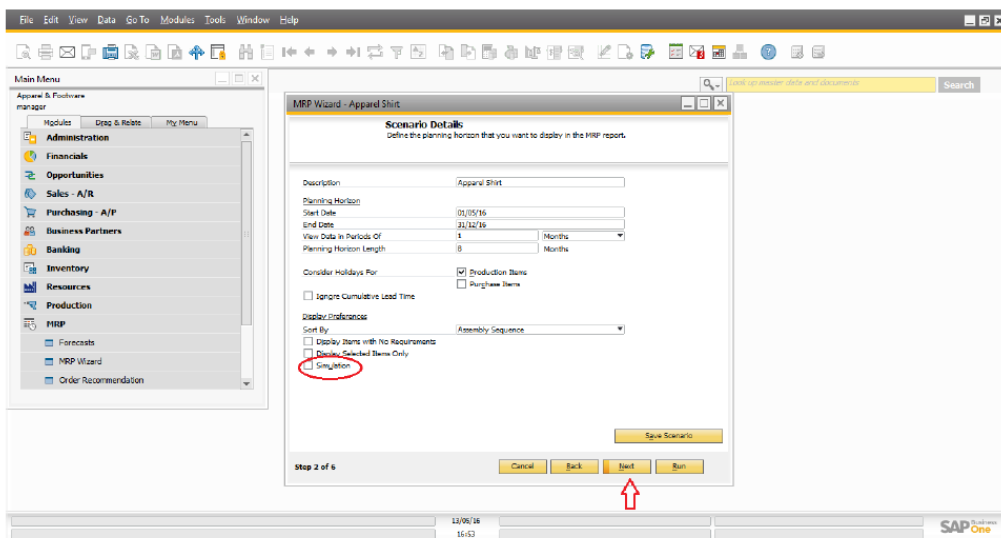 File Edit View Data Go To Modules Tools Window Help
Main Menu
Apparel & Footware
manager
Modules Drag & Relate My Menu
Administration
Financials
Opportunities
Sales - A/R
Purchasing - A/P
Business Partners
Banking
Inventory
Resources
Production
MRP
Forecasts
MRP Wizard
Order Recommendation
Look up master data and documents Search
MRP Wizard - Apparel Shirt
Scenario Details
Define the planning horizon that you want to display in the MRP report.
Description Apparel Shirt
Planning Horizon
Start Date 01/05/16
End Date 31/12/16
View Data in Periods Of 1 Months
Planning Horizon Length 8 Months
Consider Holidays For Production Items
Purchase Items
Ignore Cumulative Lead Time
Display Preferences
Sort By Assembly Sequence
Display Items with No Requirements
Display Selected Items Only
Simulation
Save Scenario
Step 2 of 6 Cancel Back Next Run
13/05/16
16:53
SAP Business One